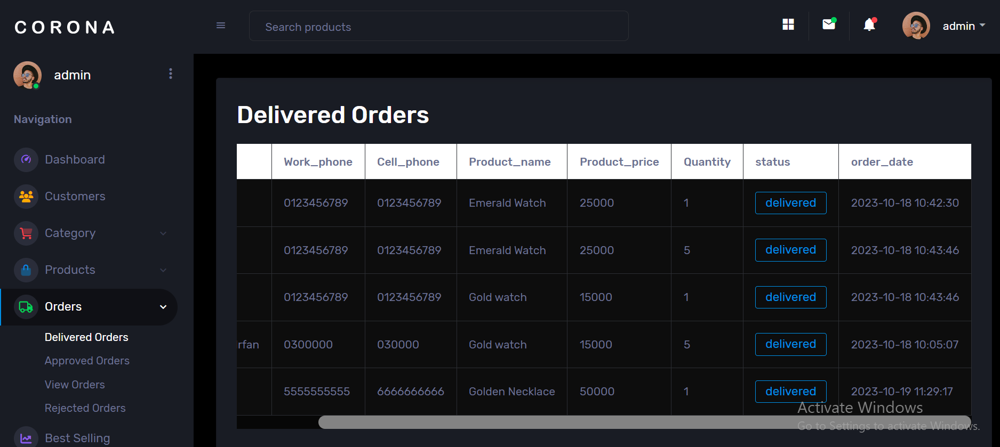 CORONA
Search products
admin
admin
Navigation
Dashboard
Customers
Category
Products
Orders
Delivered Orders
Approved Orders
View Orders
Rejected Orders
Best Selling
Delivered Orders
Work_phone Cell_phone Product_name Product_price Quantity status order_date
0123456789 0123456789 Emerald Watch 25000 1 delivered 2023-10-18 10:42:30
0123456789 0123456789 Emerald Watch 25000 5 delivered 2023-10-18 10:43:46
0123456789 0123456789 Gold watch 15000 1 delivered 2023-10-18 10:43:46
rfan 0300000 030000 Gold watch 15000 5 delivered 2023-10-18 10:05:07
5555555555 6666666666 Golden Necklace 50000 1 delivered 2023-10-19 11:29:17
Activate Windows
Go to Settings to activate Windows.